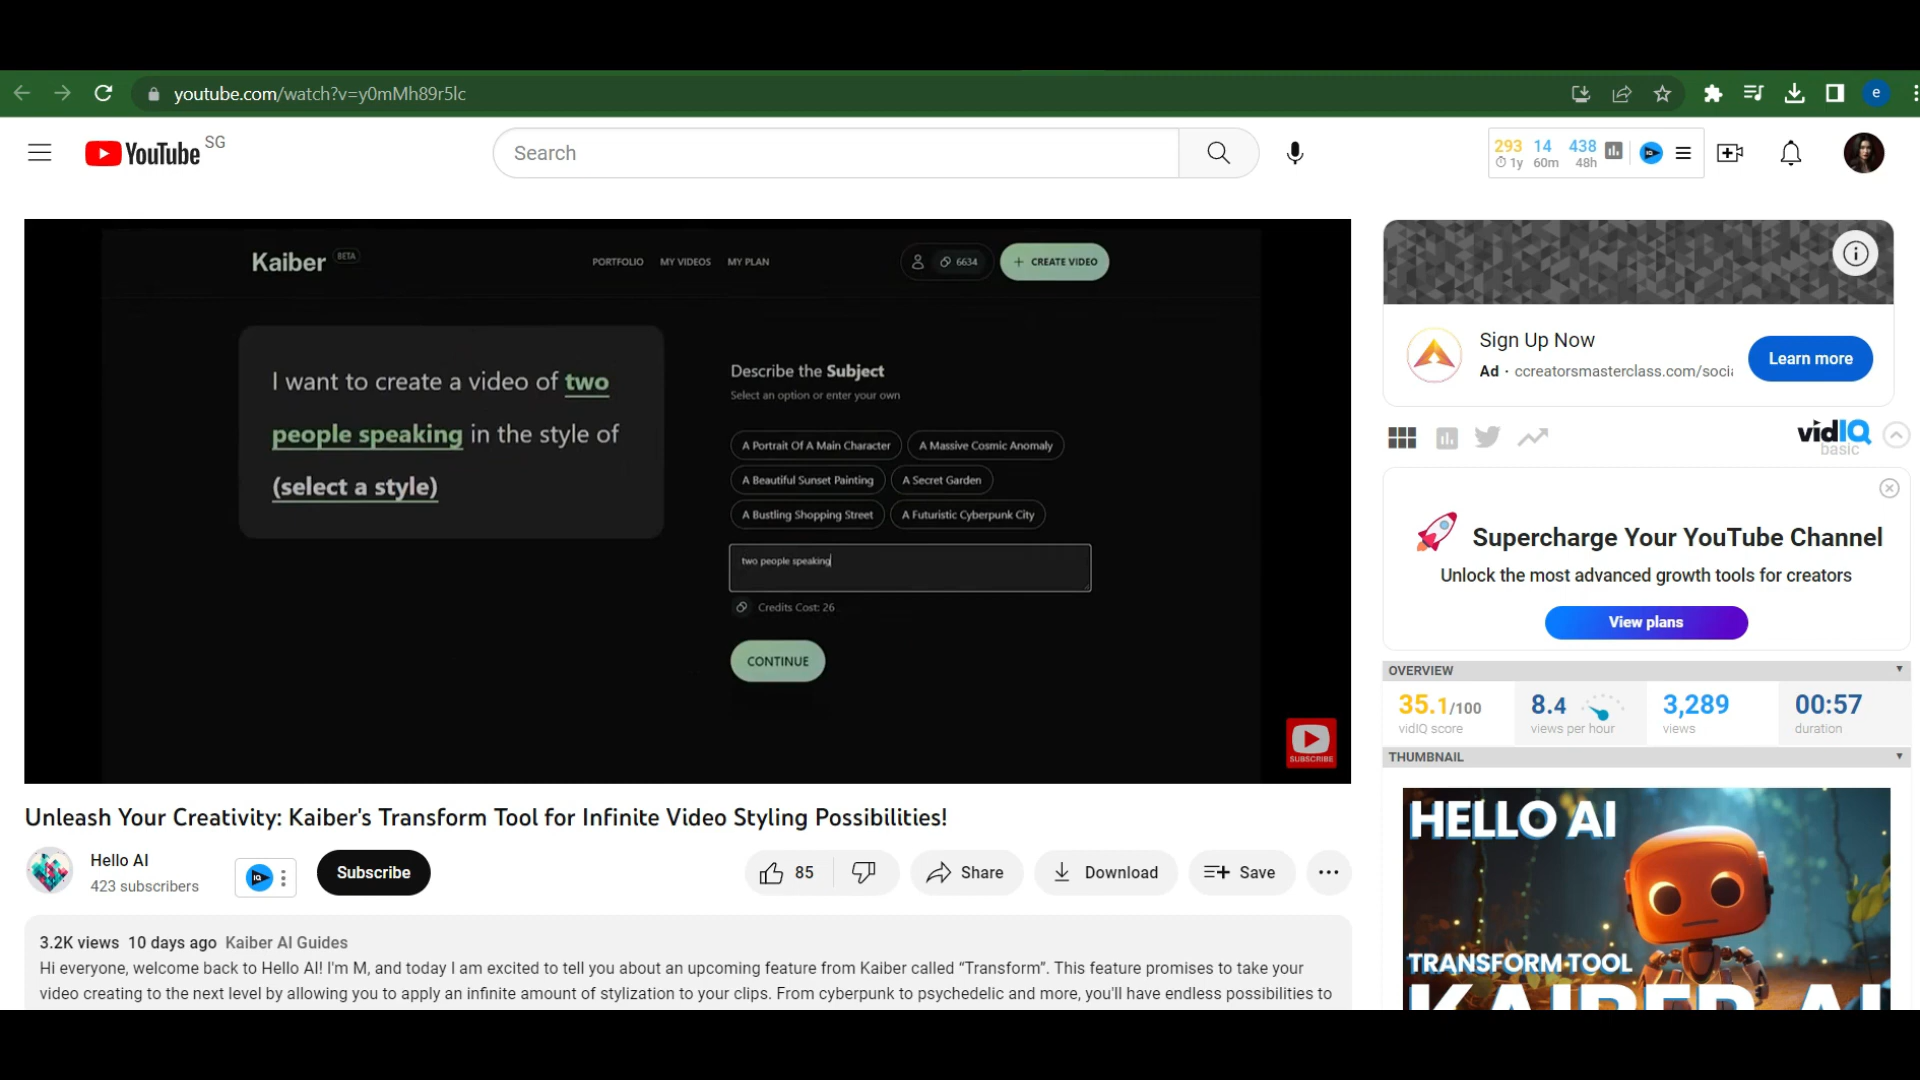 youtube.com/watch?v=y0mMh89r5lc
e
YouTube SG
Search
293 14 438
1y 60m 48h
Kaiber BETA
PORTFOLIO MY VIDEOS MY PLAN
6634
+ CREATE VIDEO
I want to create a video of two
people speaking in the style of
(select a style)
Describe the Subject
Select an option or enter your own
A Portrait Of A Main Character
A Massive Cosmic Anomaly
A Beautiful Sunset Painting
A Secret Garden
A Bustling Shopping Street
A Futuristic Cyberpunk City
two people speaking
Credits Cost: 26
CONTINUE
SUBSCRIBE
Unleash Your Creativity: Kaiber's Transform Tool for Infinite Video Styling Possibilities!
Hello AI
423 subscribers
IQ
Subscribe
85
Share
Download
Save
3.2K views 10 days ago Kaiber AI Guides
Hi everyone, welcome back to Hello AI! I'm M, and today I am excited to tell you about an upcoming feature from Kaiber called “Transform”. This feature promises to take your
video creating to the next level by allowing you to apply an infinite amount of stylization to your clips. From cyberpunk to psychedelic and more, you'll have endless possibilities to
Sign Up Now
Ad · ccreatorsmasterclass.com/soci
Learn more
vidIQ
basic
Supercharge Your YouTube Channel
Unlock the most advanced growth tools for creators
View plans
OVERVIEW
35.1/100
vidIQ score
8.4
views per hour
3,289
views
00:57
duration
THUMBNAIL
HELLO AI
TRANSFORM TOOL
KAIBER AI